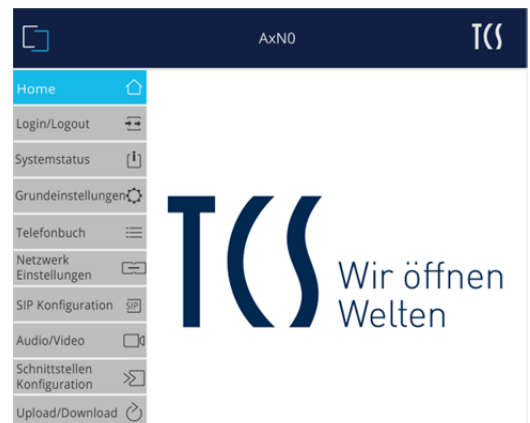 AxN0
TCS
Home
Login/Logout
Systemstatus
Grundeinstellungen
Telefonbuch
Netzwerk
Einstellungen
SIP Konfiguration
SIP
Audio/Video
Schnittstellen
Konfiguration
Upload/Download
TCS
Wir öffnen
Welten